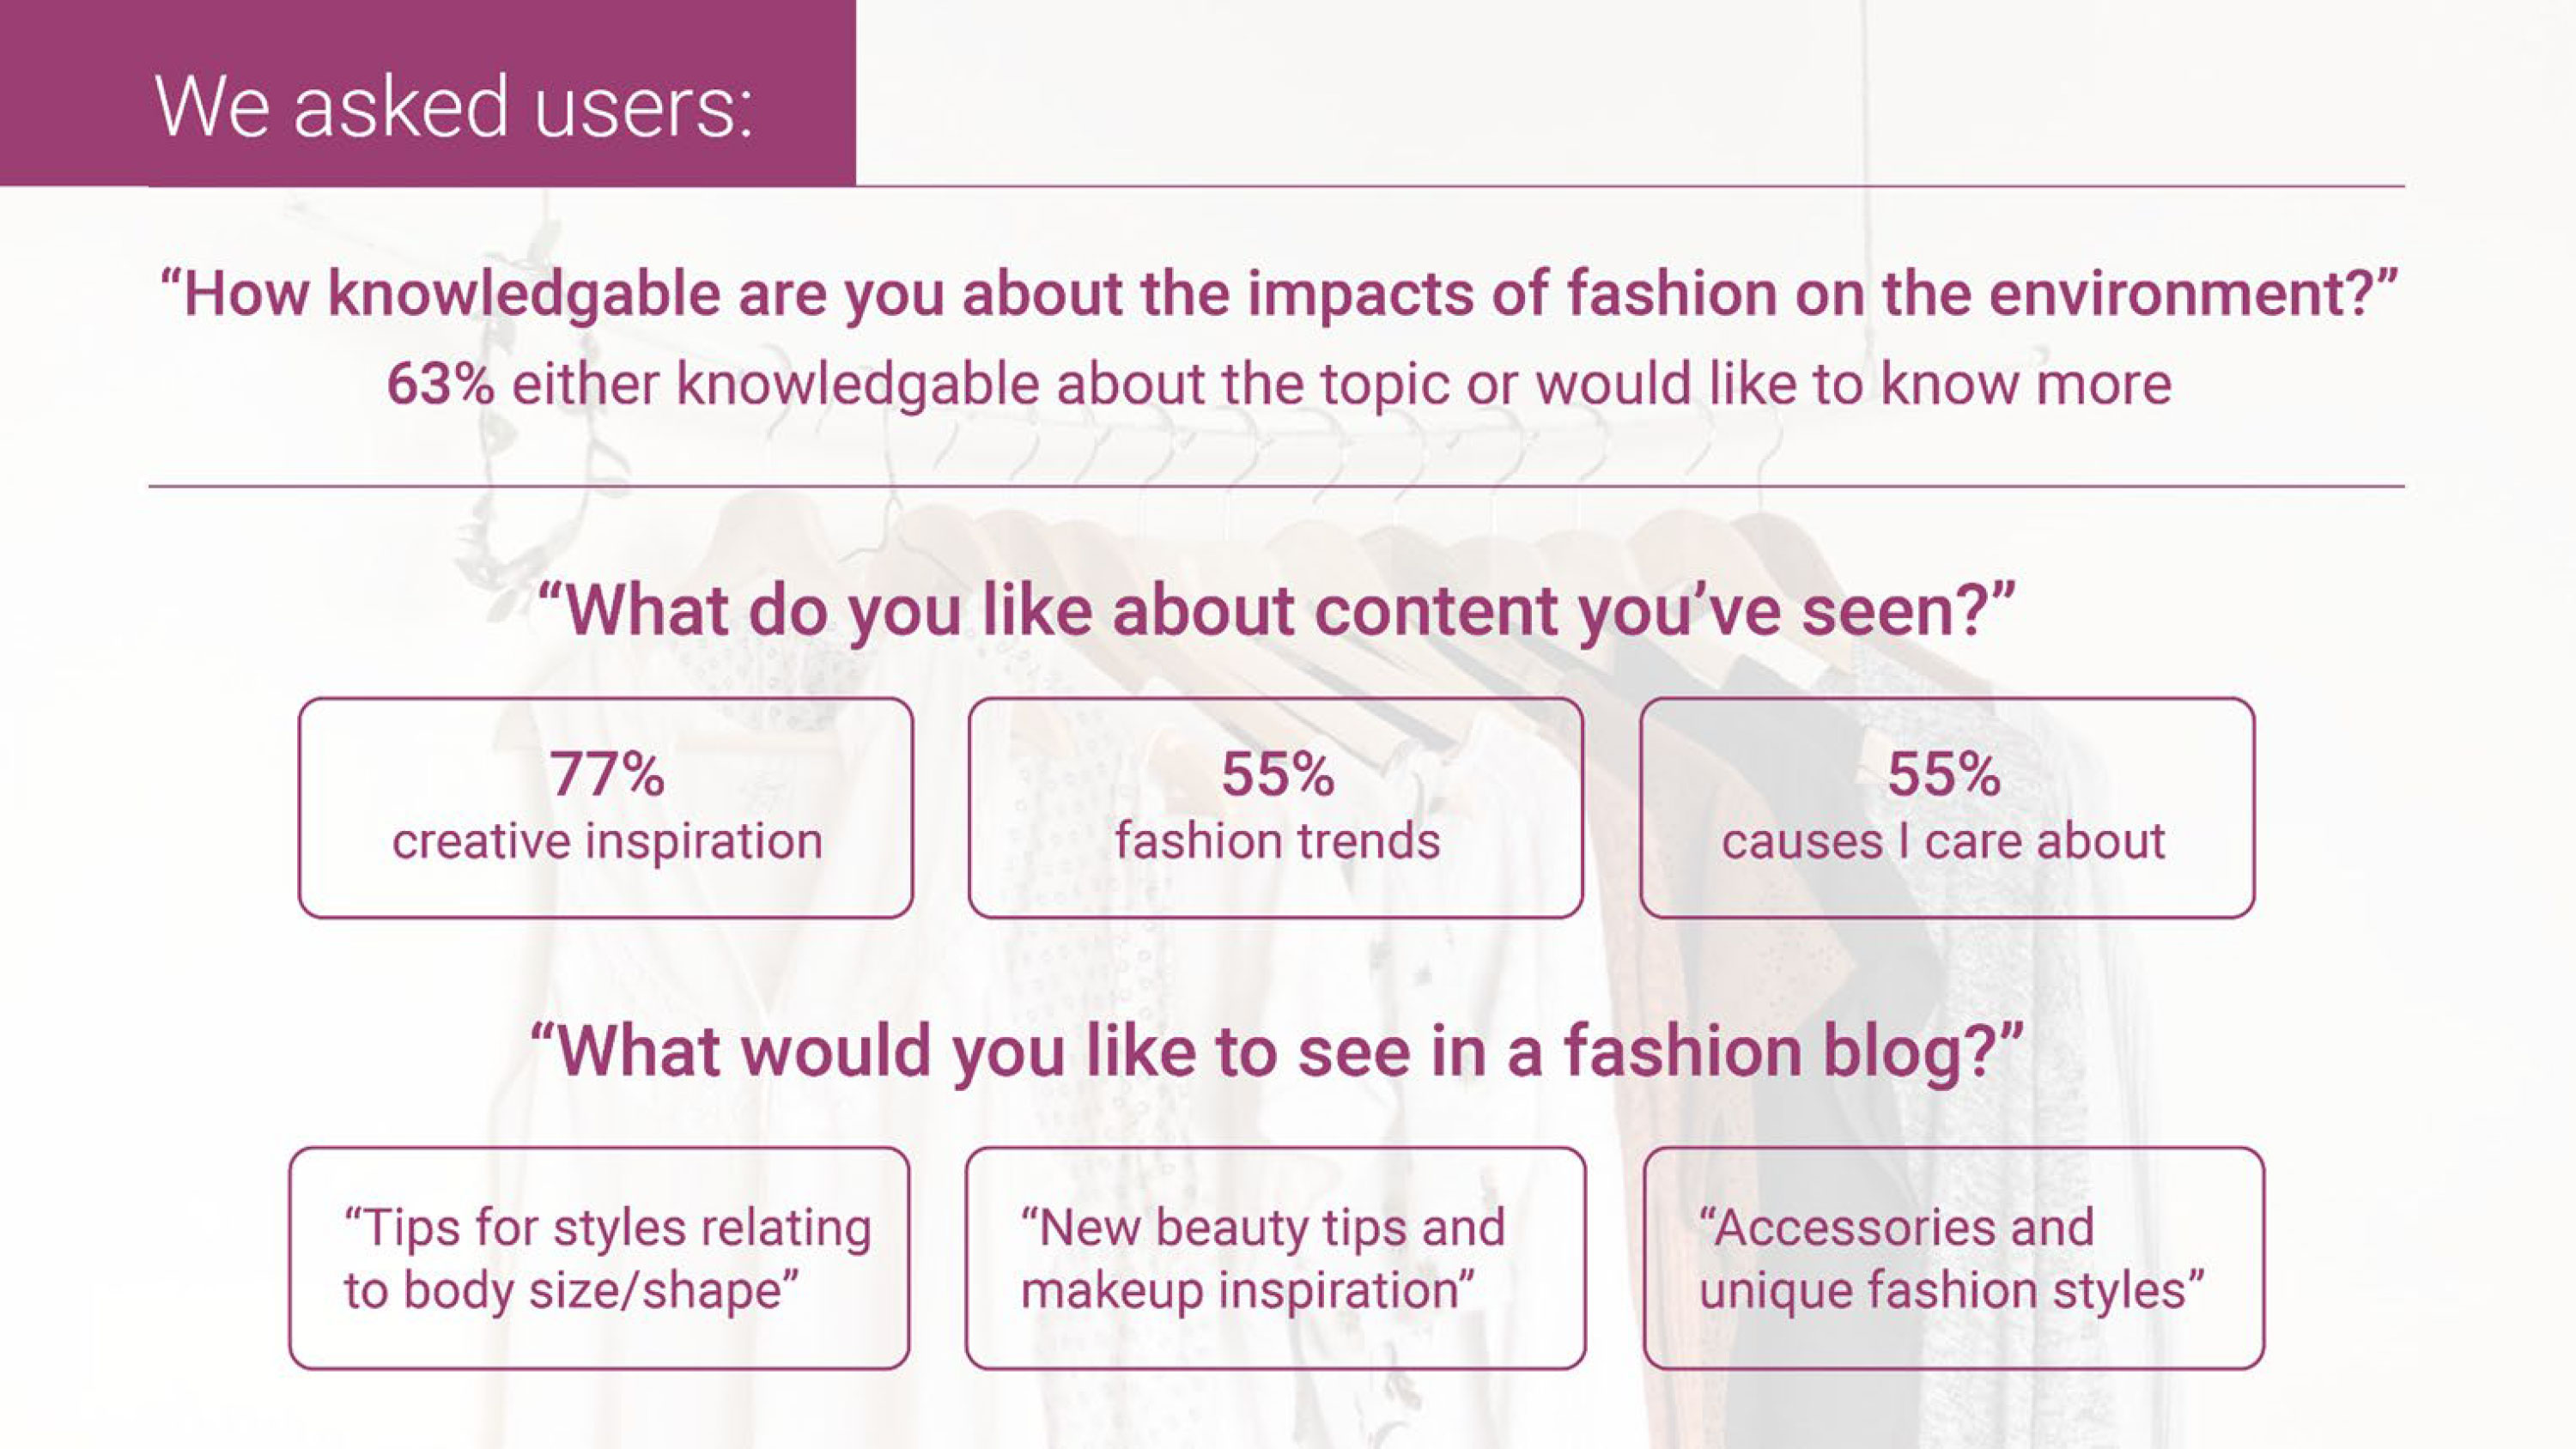 We asked users:
“How knowledgable are you about the impacts of fashion on the environment?”
63% either knowledgable about the topic or would like to know more
“What do you like about content you’ve seen?”
77%
creative inspiration
55%
fashion trends
55%
causes I care about
“What would you like to see in a fashion blog?”
“Tips for styles relating
to body size/shape”
“New beauty tips and
makeup inspiration”
“Accessories and
unique fashion styles”